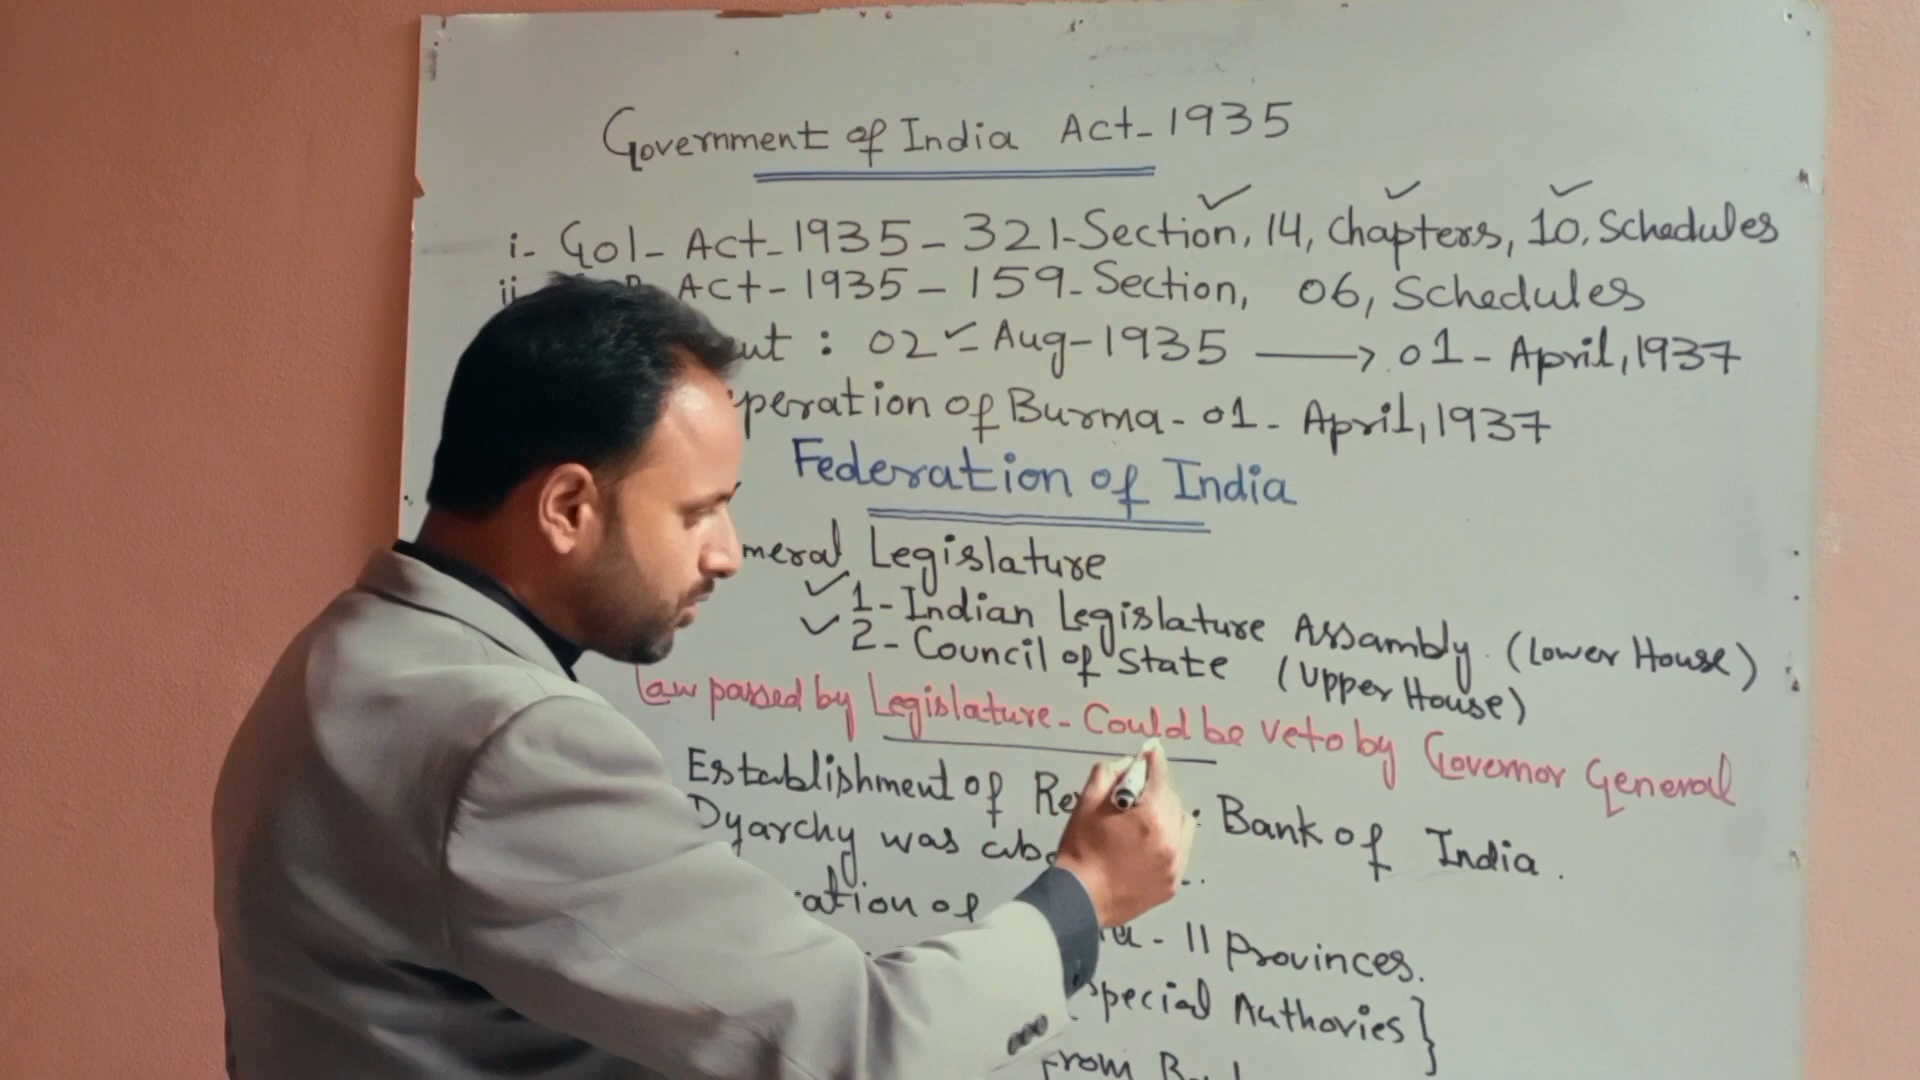 Government of India Act-1935
i- GoI- Act-1935-321-Section, 14, Chapters, 10, Schedules
ii Act-1935-159-Section, 06, Schedules
: 02-Aug-1935 → 01-April, 1937
of Burma-01-April, 1937
Federation of India
Legislature
1-Indian Legislature Assambly. (Lower House)
2-Council of State (Upper House)
Law passed by Legislature-Could be veto by Governor General
Establishment of Bank of India.
Dyarchy was
of
-11 Provinces.
Special Authories}
From